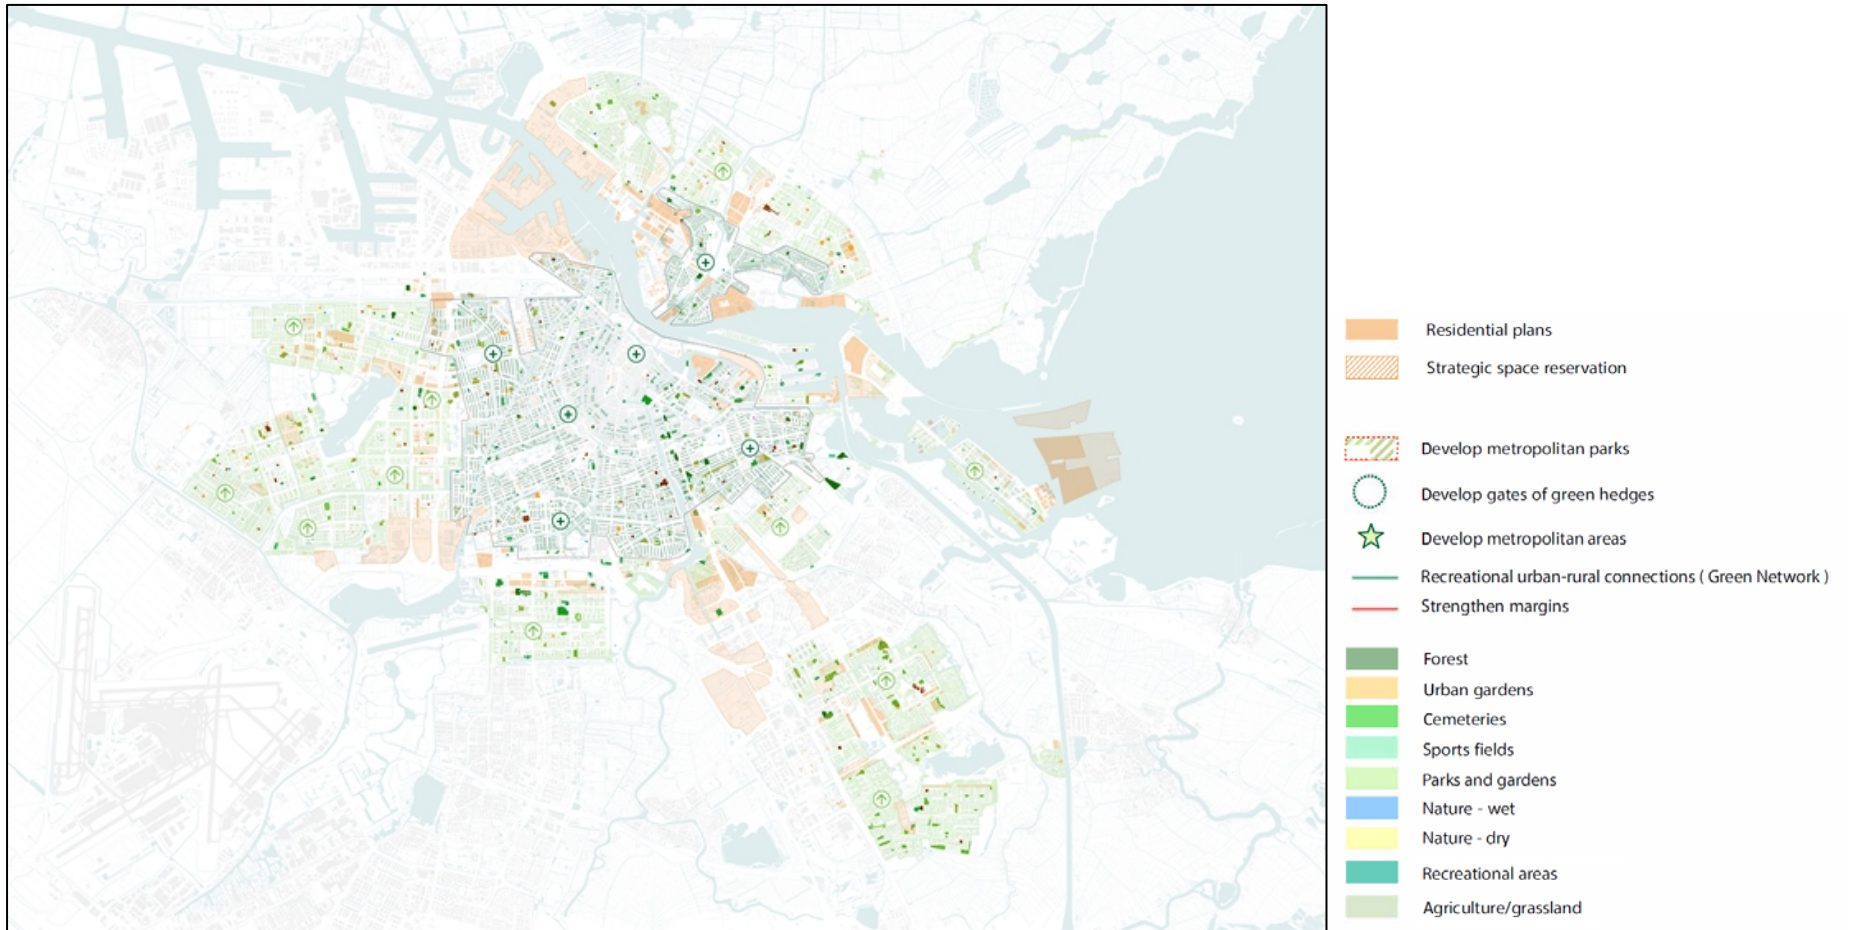 Residential plans
Strategic space reservation
Develop metropolitan parks
Develop gates of green hedges
Develop metropolitan areas
Recreational urban-rural connections ( Green Network )
Strengthen margins
Forest
Urban gardens
Cemeteries
Sports fields
Parks and gardens
Nature - wet
Nature - dry
Recreational areas
Agriculture/grassland